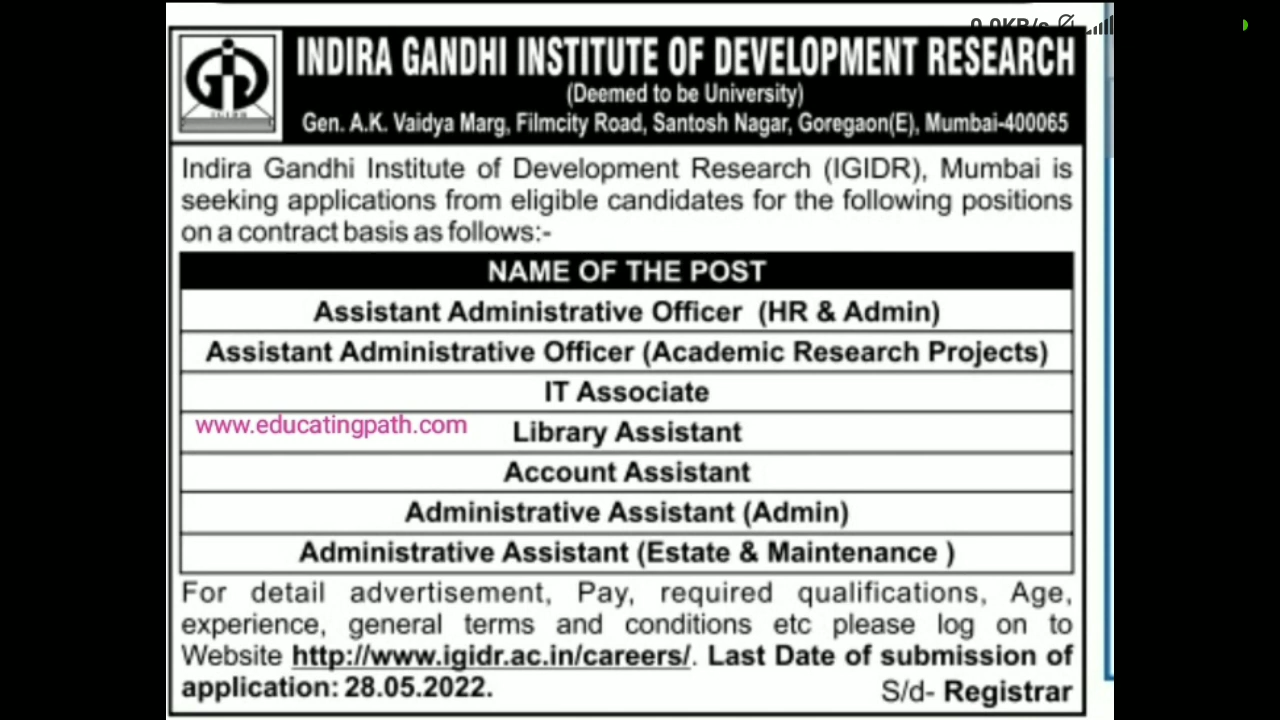 0.0KB/s
INDIRA GANDHI INSTITUTE OF DEVELOPMENT RESEARCH
(Deemed to be University)
Gen. A.K. Vaidya Marg, Filmcity Road, Santosh Nagar, Goregaon(E), Mumbai-400065
Indira Gandhi Institute of Development Research (IGIDR), Mumbai is
seeking applications from eligible candidates for the following positions
on a contract basis as follows:-
NAME OF THE POST
Assistant Administrative Officer (HR & Admin)
Assistant Administrative Officer (Academic Research Projects)
IT Associate
www.educatingpath.com
Library Assistant
Account Assistant
Administrative Assistant (Admin)
Administrative Assistant (Estate & Maintenance )
For detail advertisement, Pay, required qualifications, Age,
experience, general terms and conditions etc please log on to
Website http://www.igidr.ac.in/careers/. Last Date of submission of
application: 28.05.2022.
S/d- Registrar